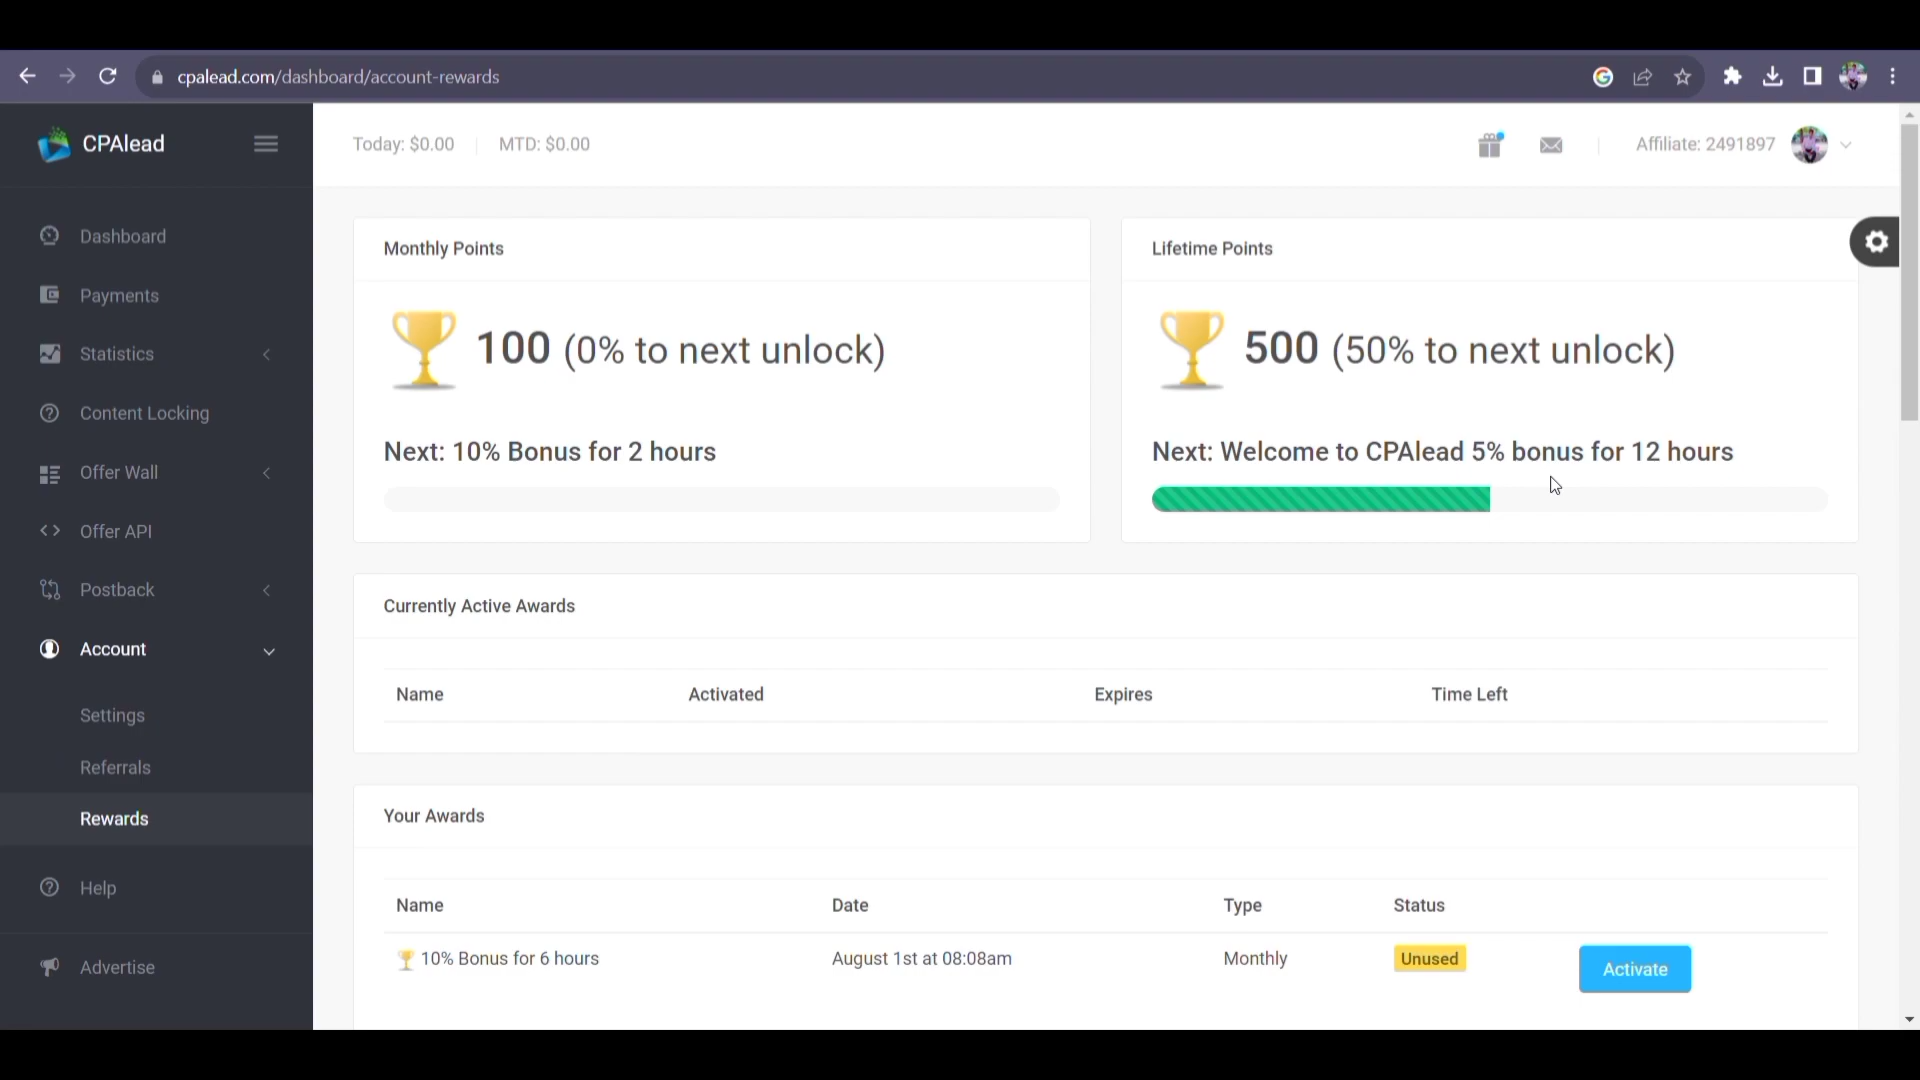 cpalead.com/dashboard/account-rewards
CPAlead
Today: $0.00
MTD: $0.00
Affiliate: 2491897
Dashboard
Payments
Statistics
Content Locking
Offer Wall
Offer API
Postback
Account
Settings
Referrals
Rewards
Help
Advertise
Monthly Points
100 (0% to next unlock)
Next: 10% Bonus for 2 hours
Lifetime Points
500 (50% to next unlock)
Next: Welcome to CPAlead 5% bonus for 12 hours
Currently Active Awards
Name Activated Expires Time Left
Your Awards
Name Date Type Status
10% Bonus for 6 hours August 1st at 08:08am Monthly Unused Activate